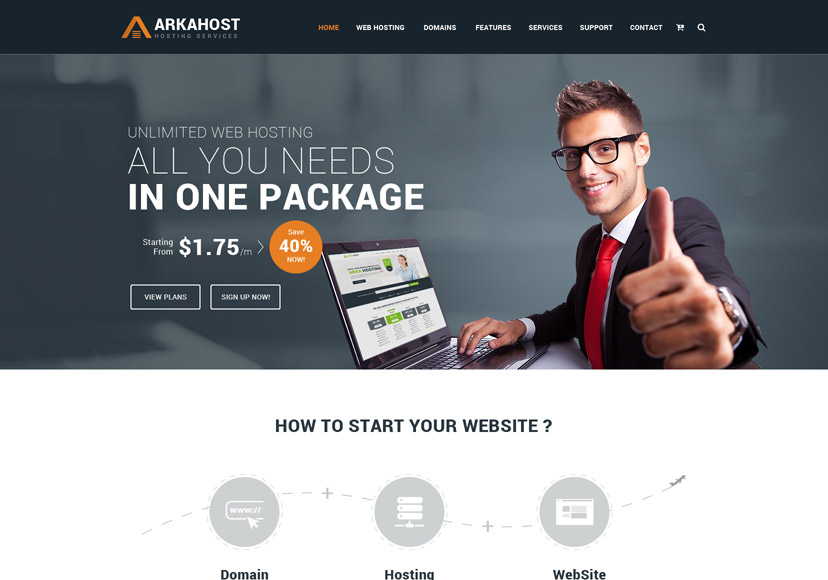 ARKAHOST
HOSTING SERVICES
HOME WEB HOSTING DOMAINS FEATURES SERVICES SUPPORT CONTACT
UNLIMITED WEB HOSTING
ALL YOU NEEDS
IN ONE PACKAGE
Starting
From
$1.75/m
Save
40%
NOW!
VIEW PLANS
SIGN UP NOW!
ARKA HOSTING
HOW TO START YOUR WEBSITE ?
www://
Domain
Hosting
WebSite